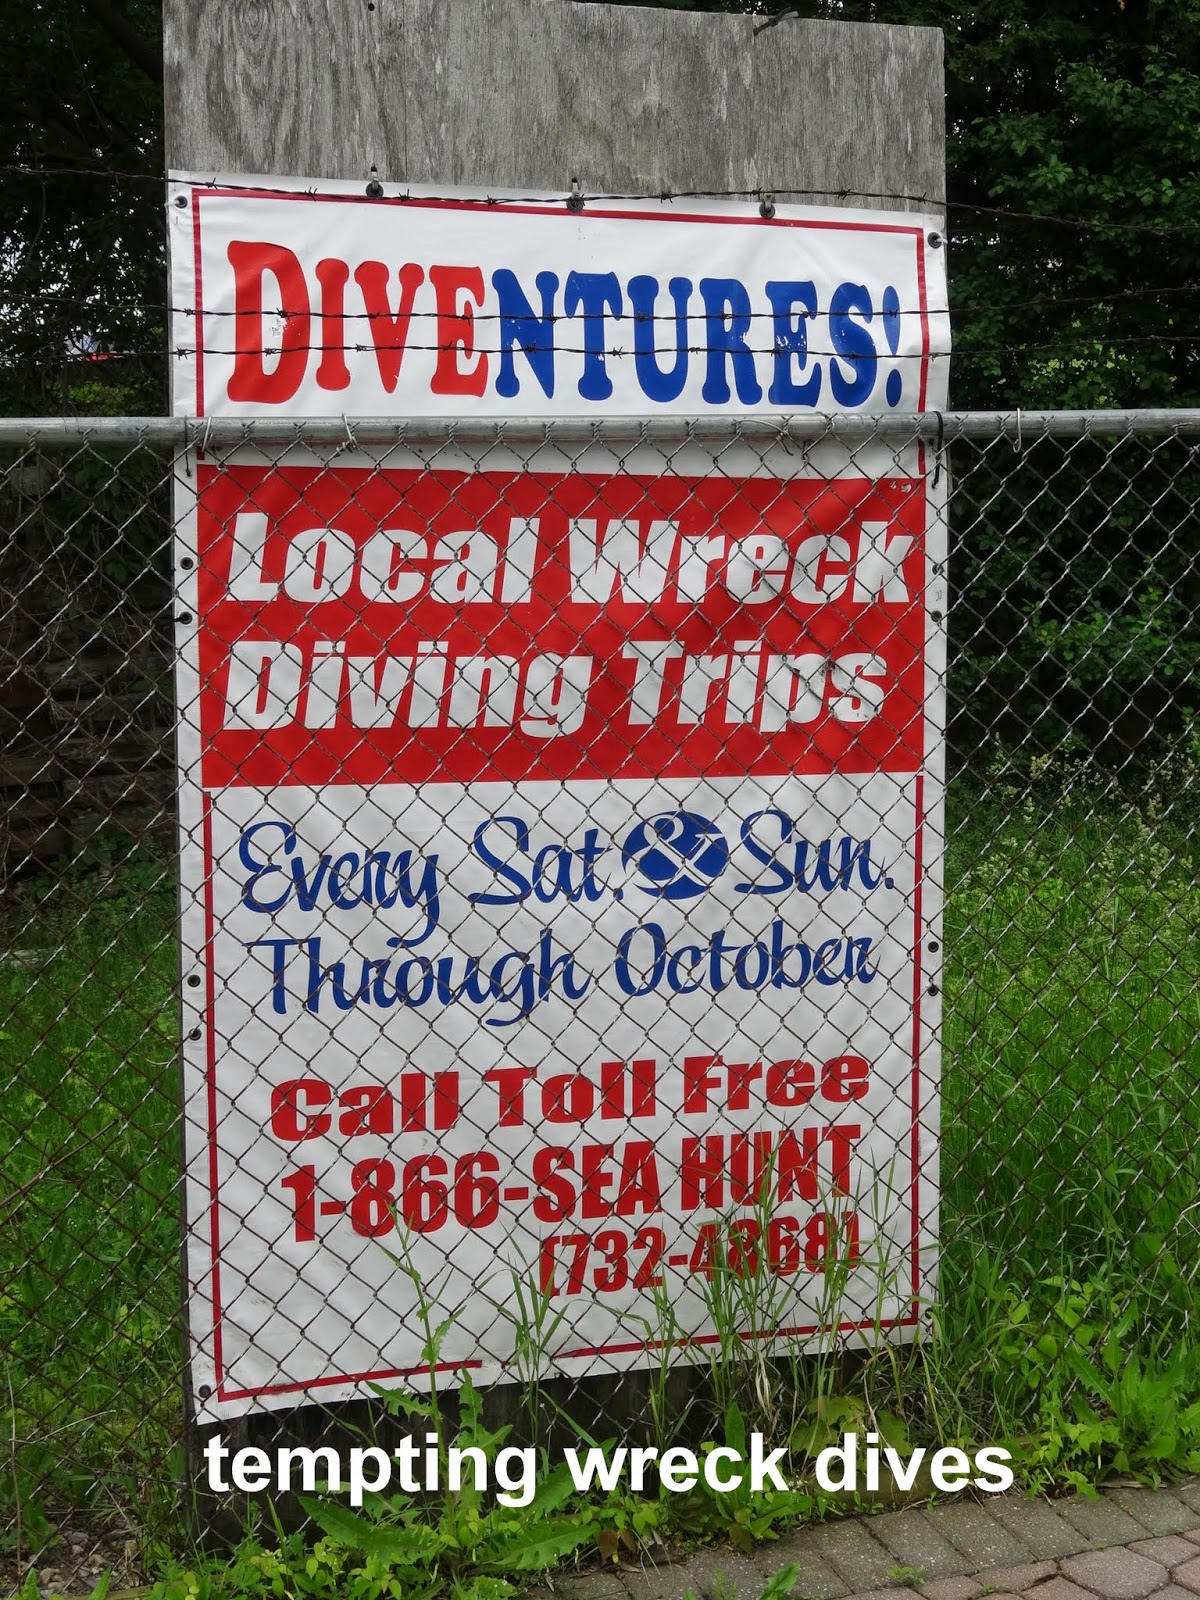 DIVENTURES!
Local Wreck
Diving Trips
Every Sat. & Sun.
Through October
Call Toll Free
1-866-SEA HUNT
(732-4868)
tempting wreck dives